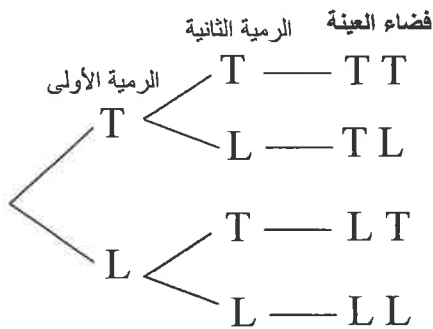 فضاء العينة
الرمية الثانية
الرمية الأولى
T T T
T
L T L
T L T
L
L L L